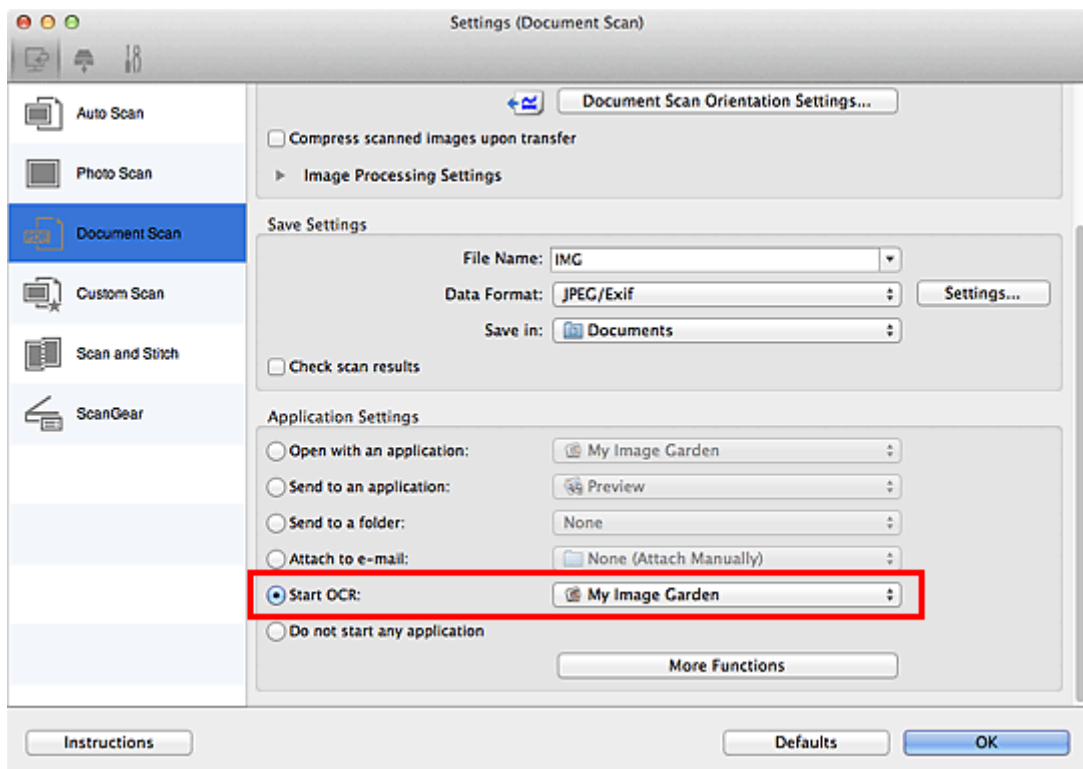 Settings (Document Scan)
Auto Scan
Photo Scan
Document Scan
Custom Scan
Scan and Stitch
ScanGear
Document Scan Orientation Settings...
Compress scanned images upon transfer
Image Processing Settings
Save Settings
File Name: IMG
Data Format: JPEG/Exif Settings...
Save in: Documents
Check scan results
Application Settings
Open with an application: My Image Garden
Send to an application: Preview
Send to a folder: None
Attach to e-mail: None (Attach Manually)
Start OCR: My Image Garden
Do not start any application
More Functions
Instructions Defaults OK